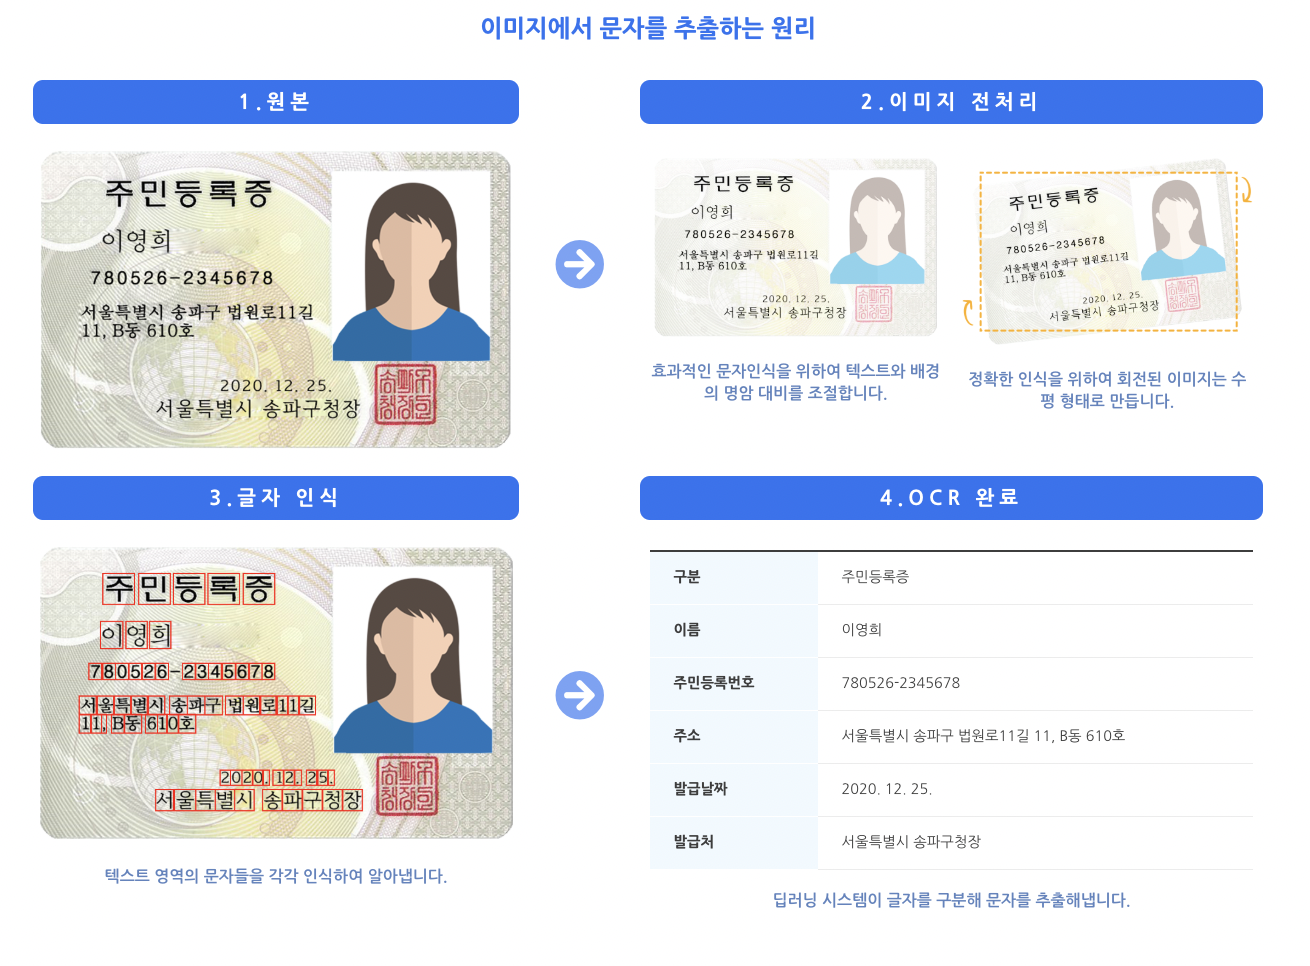 이미지에서 문자를 추출하는 원리
1.원본
주민등록증
이영희
780526-2345678
서울특별시 송파구 법원로11길
11, B동 610호
2020. 12. 25.
서울특별시 송파구청장
2.이미지 전처리
주민등록증
이영희
780526-2345678
서울특별시 송파구 법원로11길
11, B동 610호
2020. 12. 25.
서울특별시 송파구청장
효과적인 문자인식을 위하여 텍스트와 배경
의 명암 대비를 조절합니다.
주민등록증
이영희
780526-2345678
서울특별시 송파구 법원로11길
11, B동 610호
2020. 12. 25.
서울특별시 송파구청장
정확한 인식을 위하여 회전된 이미지는 수
평 형태로 만듭니다.
3.글자 인식
주민등록증
이영희
780526-2345678
서울특별시 송파구 법원로11길
11, B동 610호
2020. 12. 25.
서울특별시 송파구청장
텍스트 영역의 문자들을 각각 인식하여 알아냅니다.
4.OCR 완료
구분 주민등록증
이름 이영희
주민등록번호 780526-2345678
주소 서울특별시 송파구 법원로11길 11, B동 610호
발급날짜 2020. 12. 25.
발급처 서울특별시 송파구청장
딥러닝 시스템이 글자를 구분해 문자를 추출해냅니다.